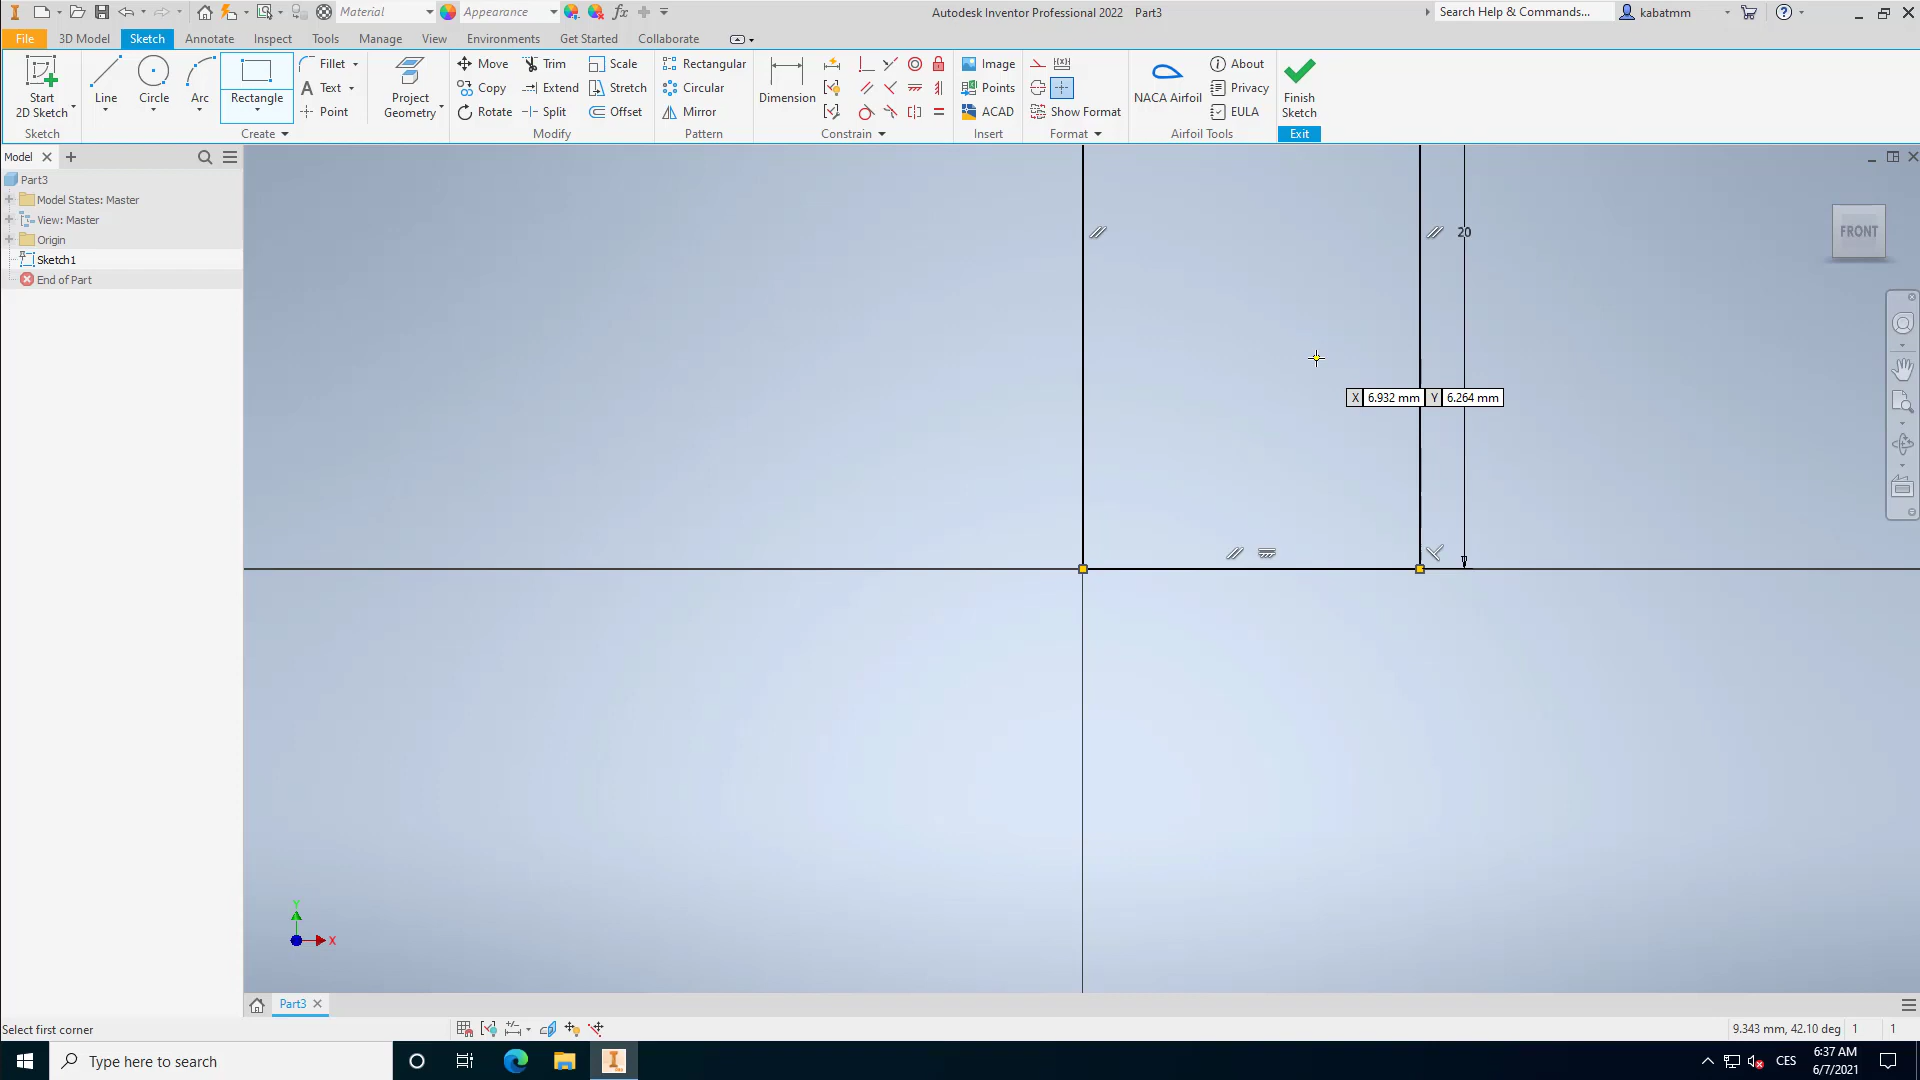 Material
Appearance
Autodesk Inventor Professional 2022 Part3
Search Help & Commands...
kabatmm
File 3D Model Sketch Annotate Inspect Tools Manage View Environments Get Started Collaborate
Start
2D Sketch
Line
Circle
Arc
Rectangle
Fillet
Text
Point
Project
Geometry
Move
Copy
Rotate
Trim
Extend
Split
Scale
Stretch
Offset
Rectangular
Circular
Mirror
Dimension
Image
Points
ACAD
Show Format
NACA Airfoil
About
Privacy
EULA
Finish
Sketch
Sketch Create Modify Pattern Constrain Insert Format Airfoil Tools Exit
Model
Part3
Model States: Master
View: Master
Origin
Sketch1
End of Part
20
FRONT
X 6.932 mm Y 6.264 mm
Y
X
Part3
Select first corner
9.343 mm, 42.10 deg 1 1
Type here to search
CES
6:37 AM
6/7/2021